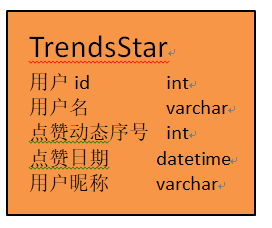 TrendsStar
用户 id int
用户名 varchar
点赞动态序号 int
点赞日期 datetime
用户昵称 varchar